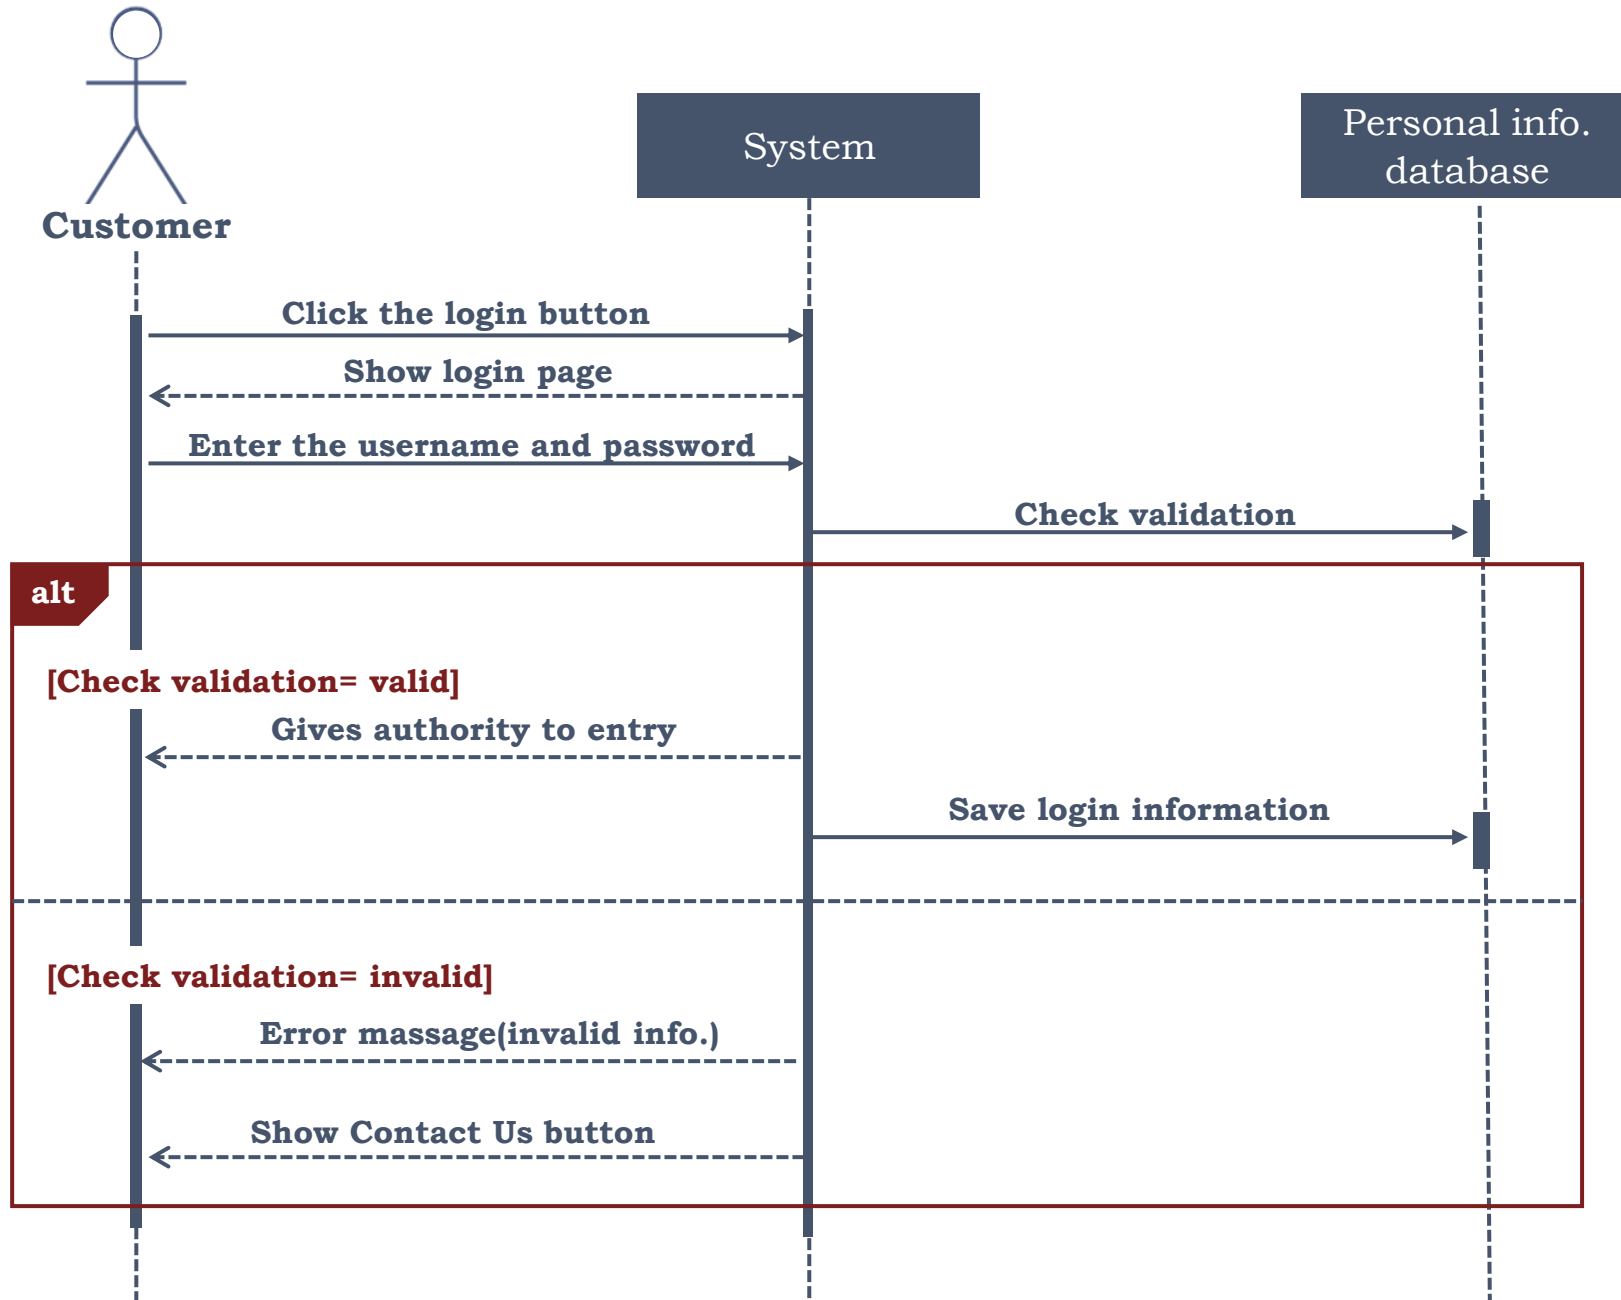 Customer
System
Personal info.
database
Click the login button
Show login page
Enter the username and password
Check validation
alt
[Check validation= valid]
Gives authority to entry
Save login information
[Check validation= invalid]
Error massage(invalid info.)
Show Contact Us button